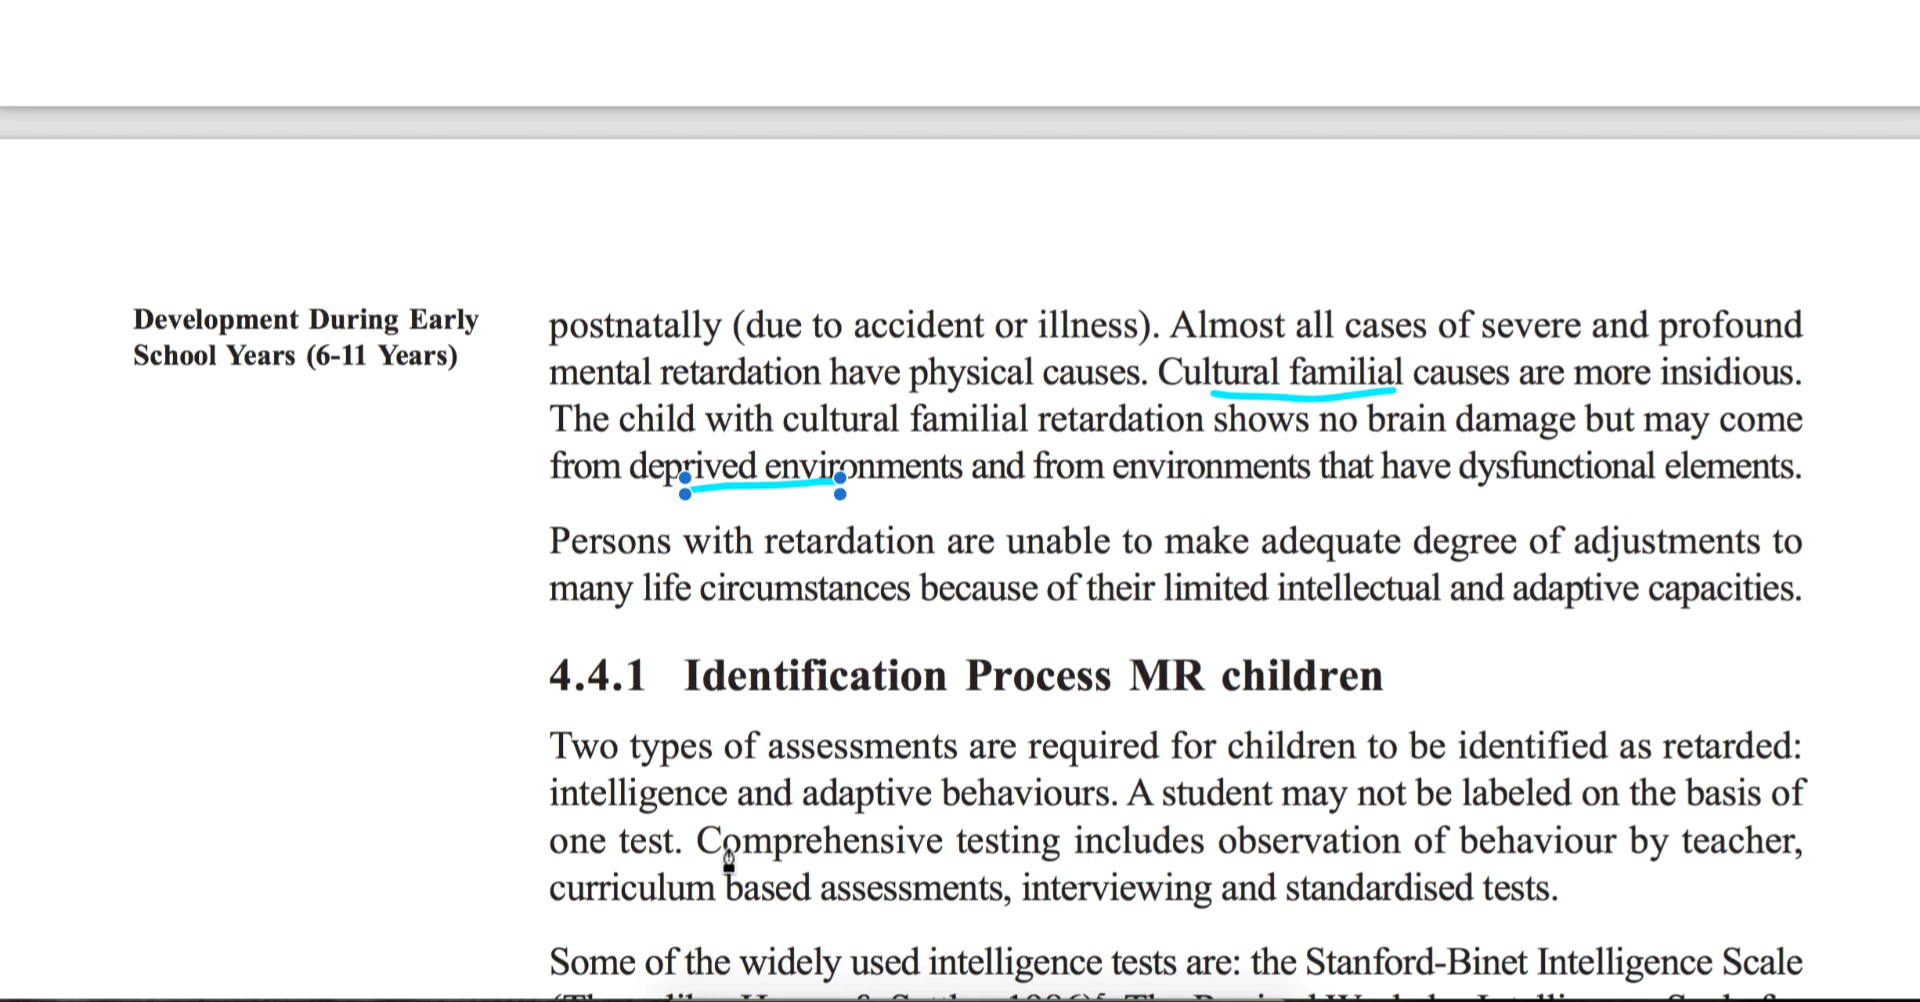 Development During Early
School Years (6-11 Years)
postnatally (due to accident or illness). Almost all cases of severe and profound
mental retardation have physical causes. Cultural familial causes are more insidious.
The child with cultural familial retardation shows no brain damage but may come
from deprived environments and from environments that have dysfunctional elements.
Persons with retardation are unable to make adequate degree of adjustments to
many life circumstances because of their limited intellectual and adaptive capacities.
4.4.1 Identification Process MR children
Two types of assessments are required for children to be identified as retarded:
intelligence and adaptive behaviours. A student may not be labeled on the basis of
one test. Comprehensive testing includes observation of behaviour by teacher,
curriculum based assessments, interviewing and standardised tests.
Some of the widely used intelligence tests are: the Stanford-Binet Intelligence Scale